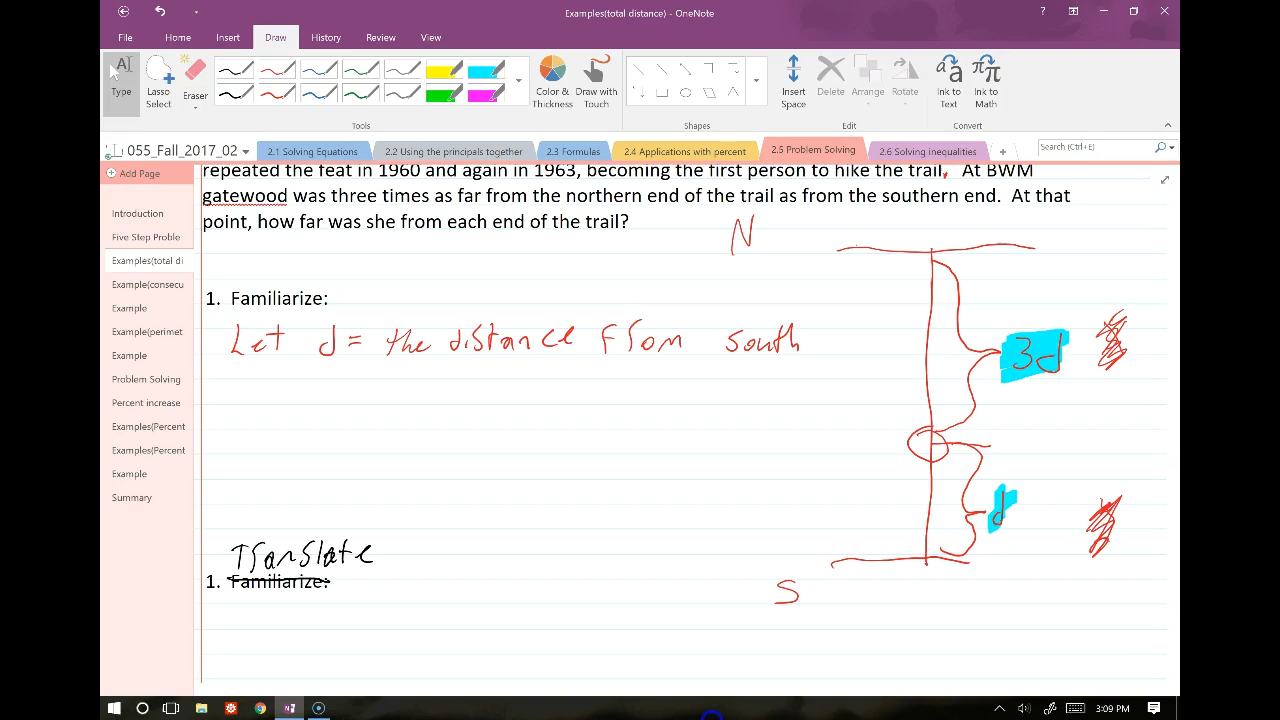 Examples(total distance) - OneNote
?
File
Home
Insert
Draw
History
Review
View
Type
Lasso Select
Eraser
Color & Thickness
Draw with Touch
Insert Space
Delete
Arrange
Rotate
Ink to Text
Ink to Math
Tools
Shapes
Edit
Convert
055_Fall_2017_02
2.1 Solving Equations
2.2 Using the principals together
2.3 Formulas
2.4 Applications with percent
2.5 Problem Solving
2.6 Solving inequalities
Search (Ctrl+E)
Add Page
Introduction
Five Step Proble
Examples(total di
Example(consecu
Example
Example(perimet
Example
Problem Solving
Percent increase
Examples(Percent
Examples(Percent
Example
Summary
repeated the feat in 1960 and again in 1963, becoming the first person to hike the trail. At BWM
gatewood was three times as far from the northern end of the trail as from the southern end. At that
point, how far was she from each end of the trail?
N
1. Familiarize:
Let d = the distance from south
3d
d
Translate
1. Familiarize:
S
3:09 PM